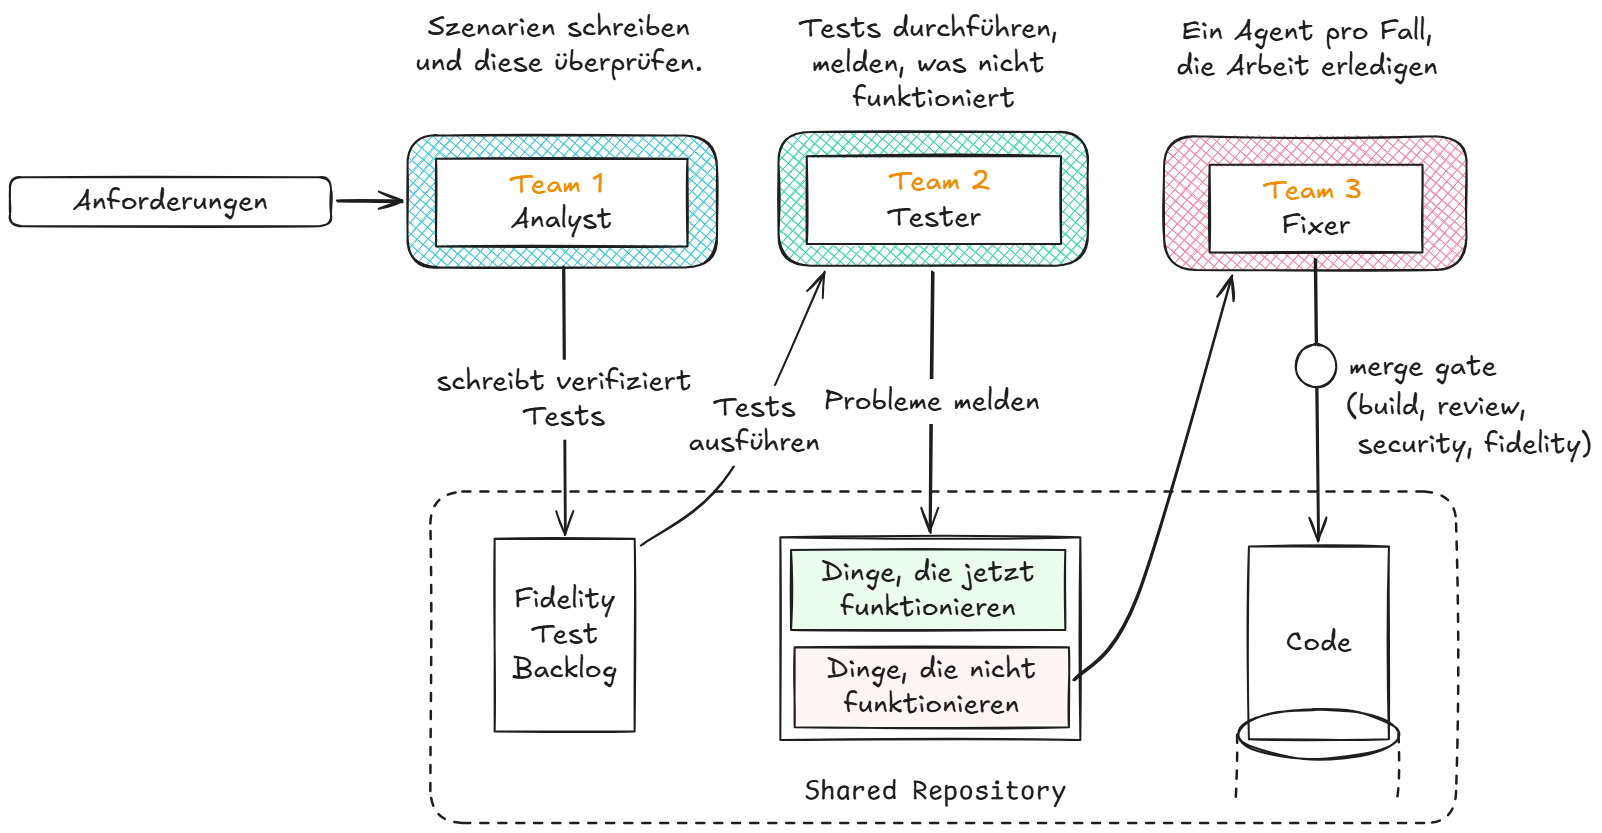 Szenarien schreiben
und diese überprüfen.
Tests durchführen,
melden, was nicht
funktioniert
Ein Agent pro Fall,
die Arbeit erledigen
Anforderungen
Team 1
Analyst
Team 2
Tester
Team 3
Fixer
schreibt verifiziert
Tests
Tests
ausführen
Probleme melden
merge gate
(build, review,
security, fidelity)
Fidelity
Test
Backlog
Dinge, die jetzt
funktionieren
Dinge, die nicht
funktionieren
Code
Shared Repository